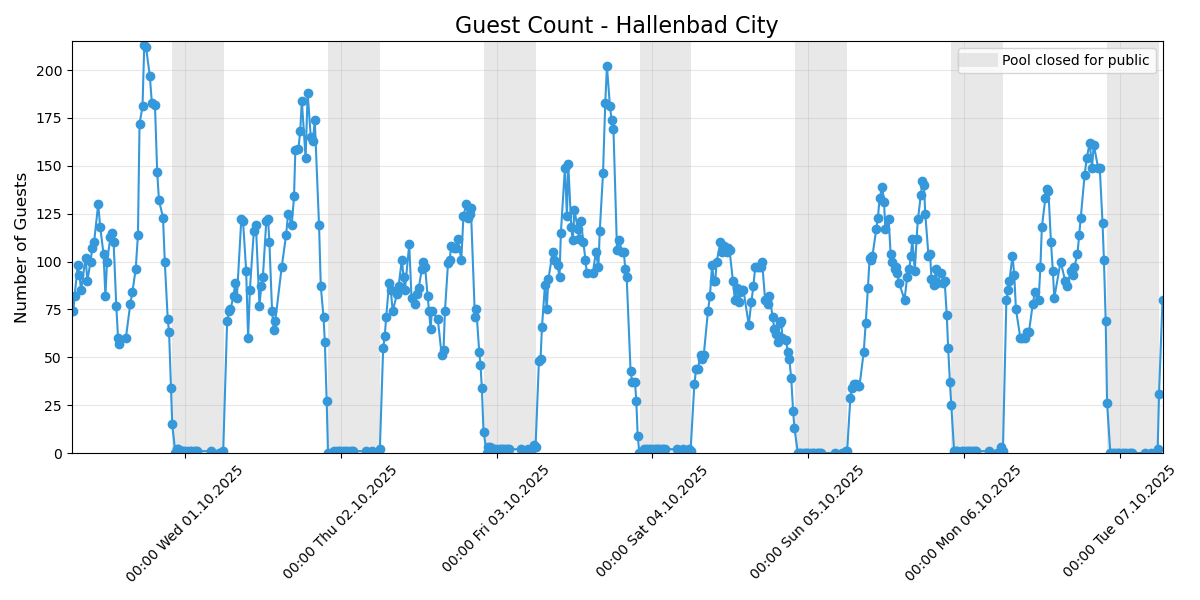 Guest Count - Hallenbad City
Pool closed for public
Number of Guests
200
175
150
125
100
75
50
25
0
00:00 Wed 01.10.2025
00:00 Thu 02.10.2025
00:00 Fri 03.10.2025
00:00 Sat 04.10.2025
00:00 Sun 05.10.2025
00:00 Mon 06.10.2025
00:00 Tue 07.10.2025